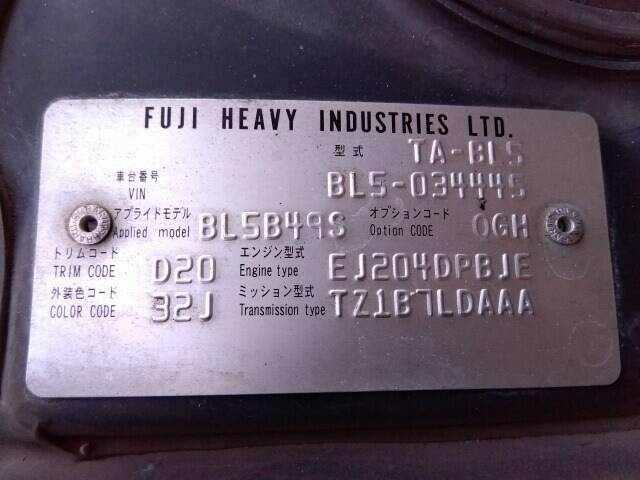 FUJI HEAVY INDUSTRIES LTD.
型式 TA-BL5
車台番号 VIN BL5-034445
アプライドモデル Applied model BL5B49S オプションコード Option CODE OGH
トリムコード TRIM CODE D20 エンジン型式 Engine type EJ204DPBJE
外装色コード COLOR CODE 32J ミッション型式 Transmission type TZ1B7LDAAA